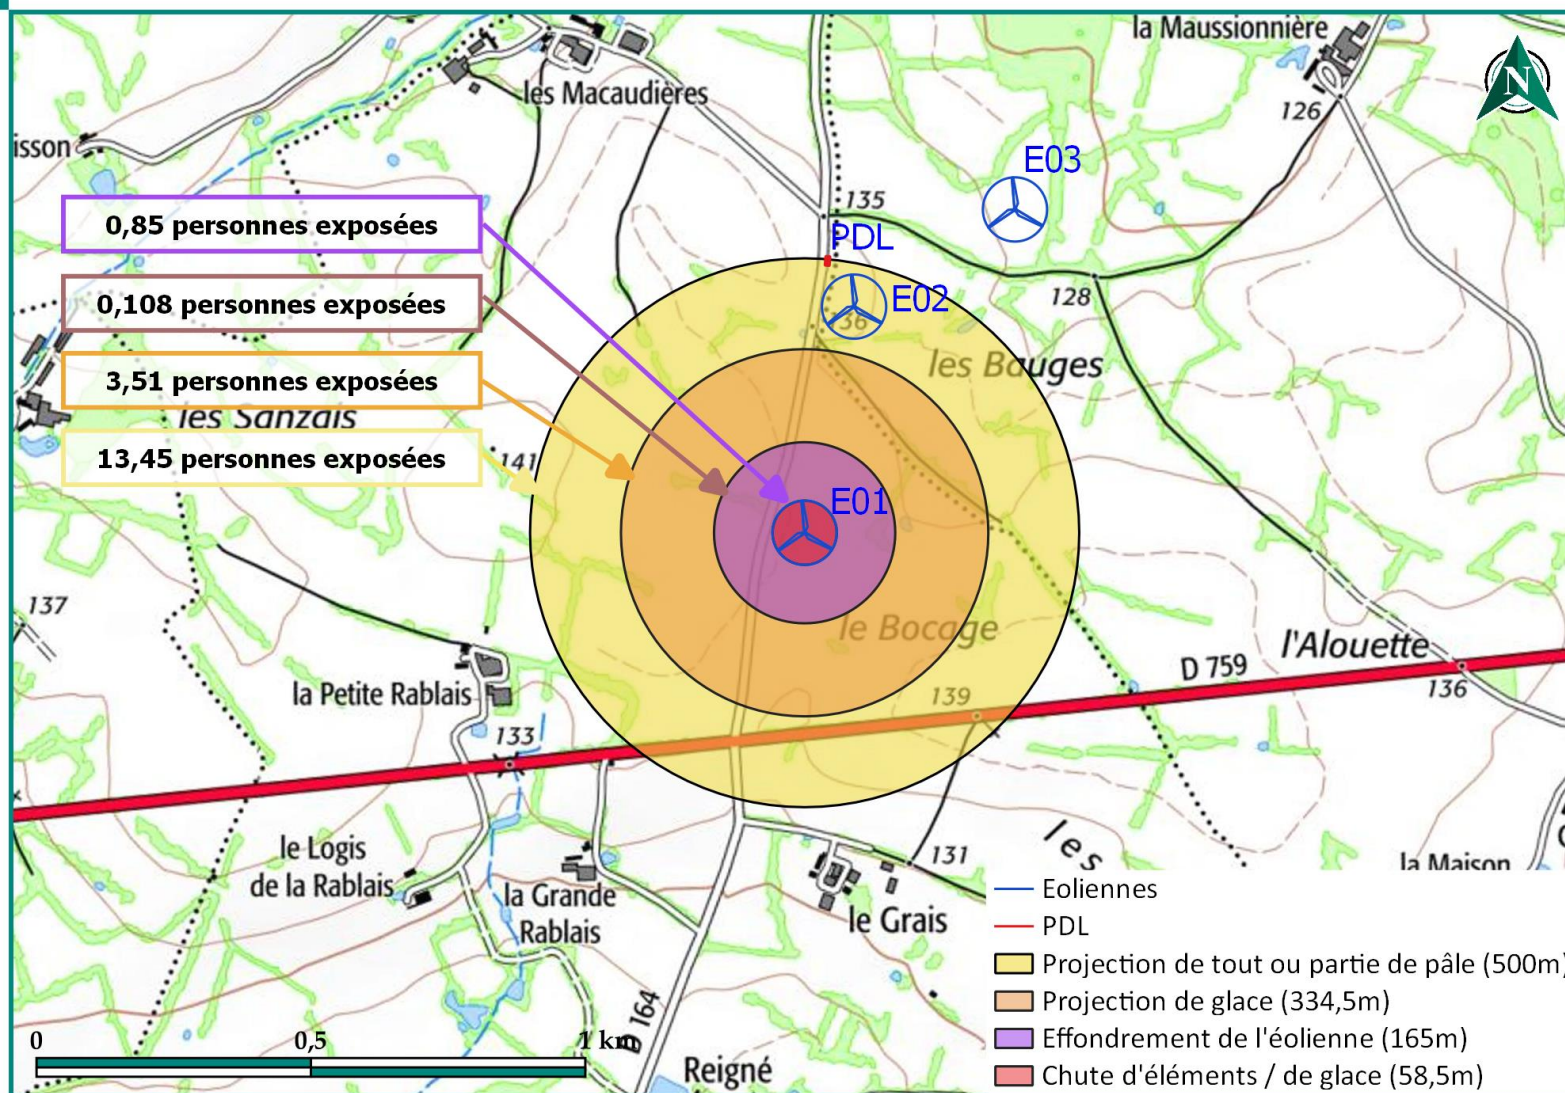 la Maussionnière
N
les Macaudières
126
isson
E03
135
0,85 personnes exposées
PDL
0,108 personnes exposées
128
E02
136
les Bauges
3,51 personnes exposées
les Sanzais
13,45 personnes exposées
141
E01
137
le Bocage
l'Alouette
D 759
la Petite Rablais
139
136
133
le Logis
de la Rablais
131
les
la Maison
la Grande
Rablais
le Grais
Eoliennes
PDL
Projection de tout ou partie de pâle (500m)
Projection de glace (334,5m)
Effondrement de l'éolienne (165m)
Chute d'éléments / de glace (58,5m)
D 164
0 0,5 1 km
Reigné